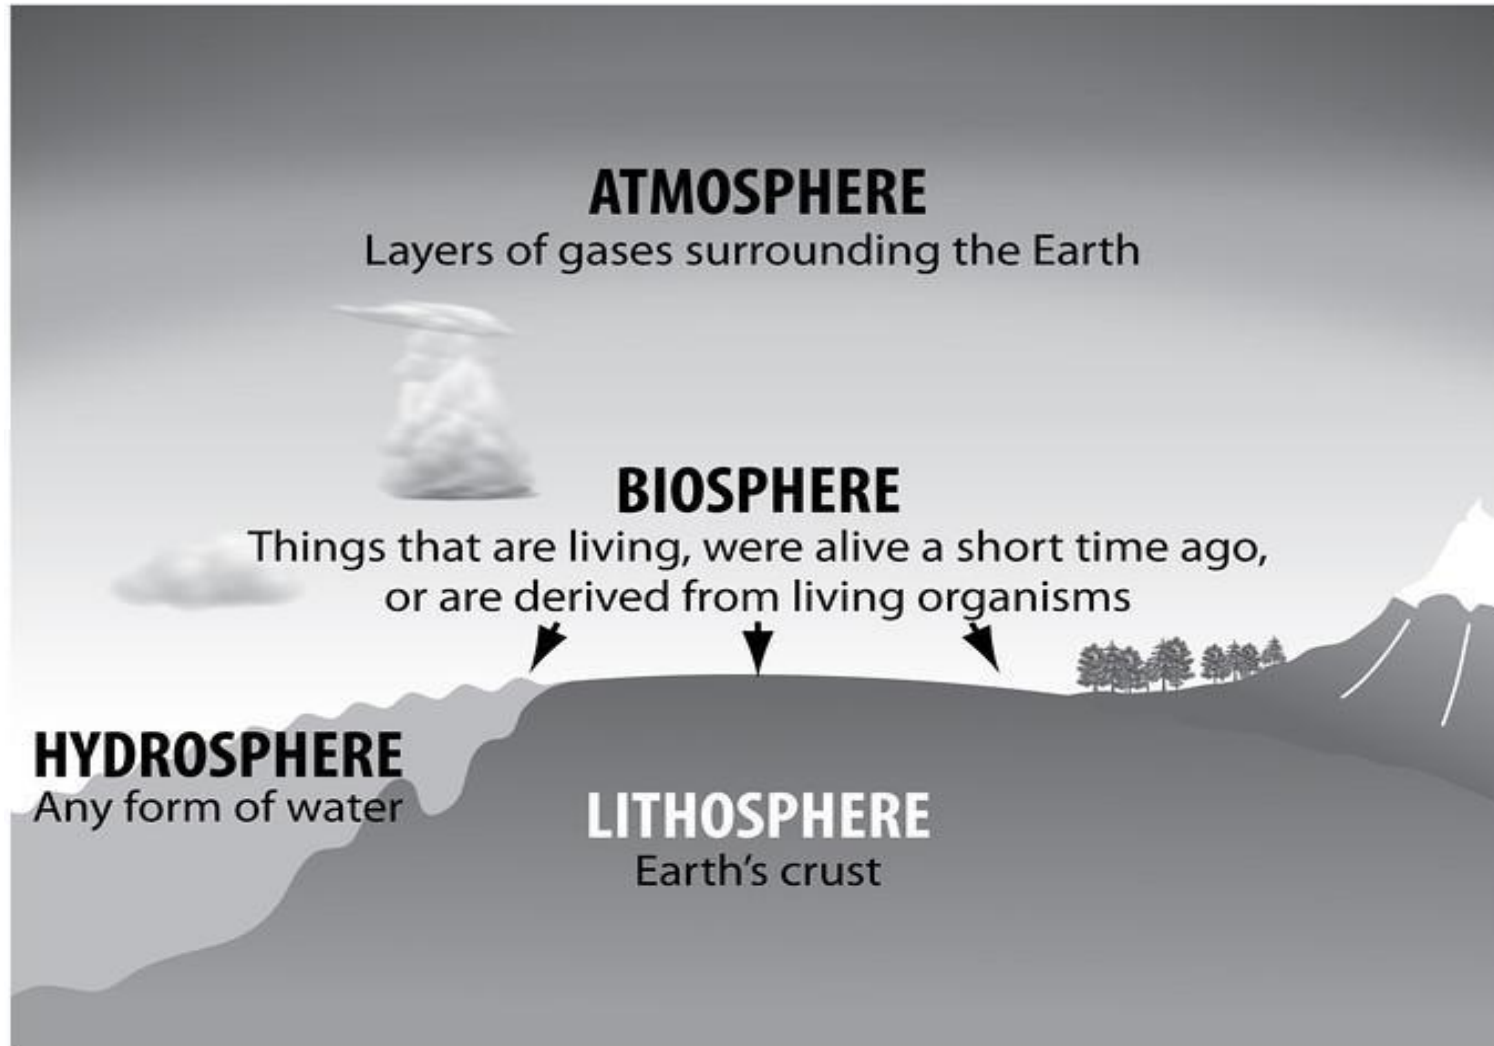 ATMOSPHERE
Layers of gases surrounding the Earth
BIOSPHERE
Things that are living, were alive a short time ago,
or are derived from living organisms
HYDROSPHERE
Any form of water
LITHOSPHERE
Earth's crust